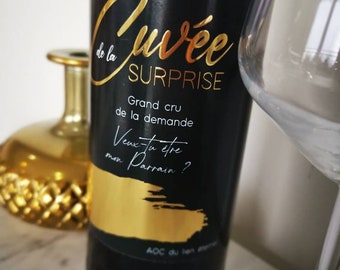 Cuvée
de la
SURPRISE
Grand cru
de la demande
Veux-tu être
mon Parrain ?
AOC du lien éternel